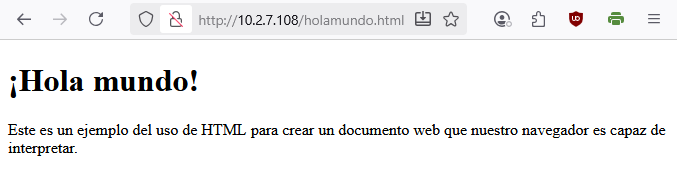 http://10.2.7.108/holamundo.html
¡Hola mundo!
Este es un ejemplo del uso de HTML para crear un documento web que nuestro navegador es capaz de
interpretar.